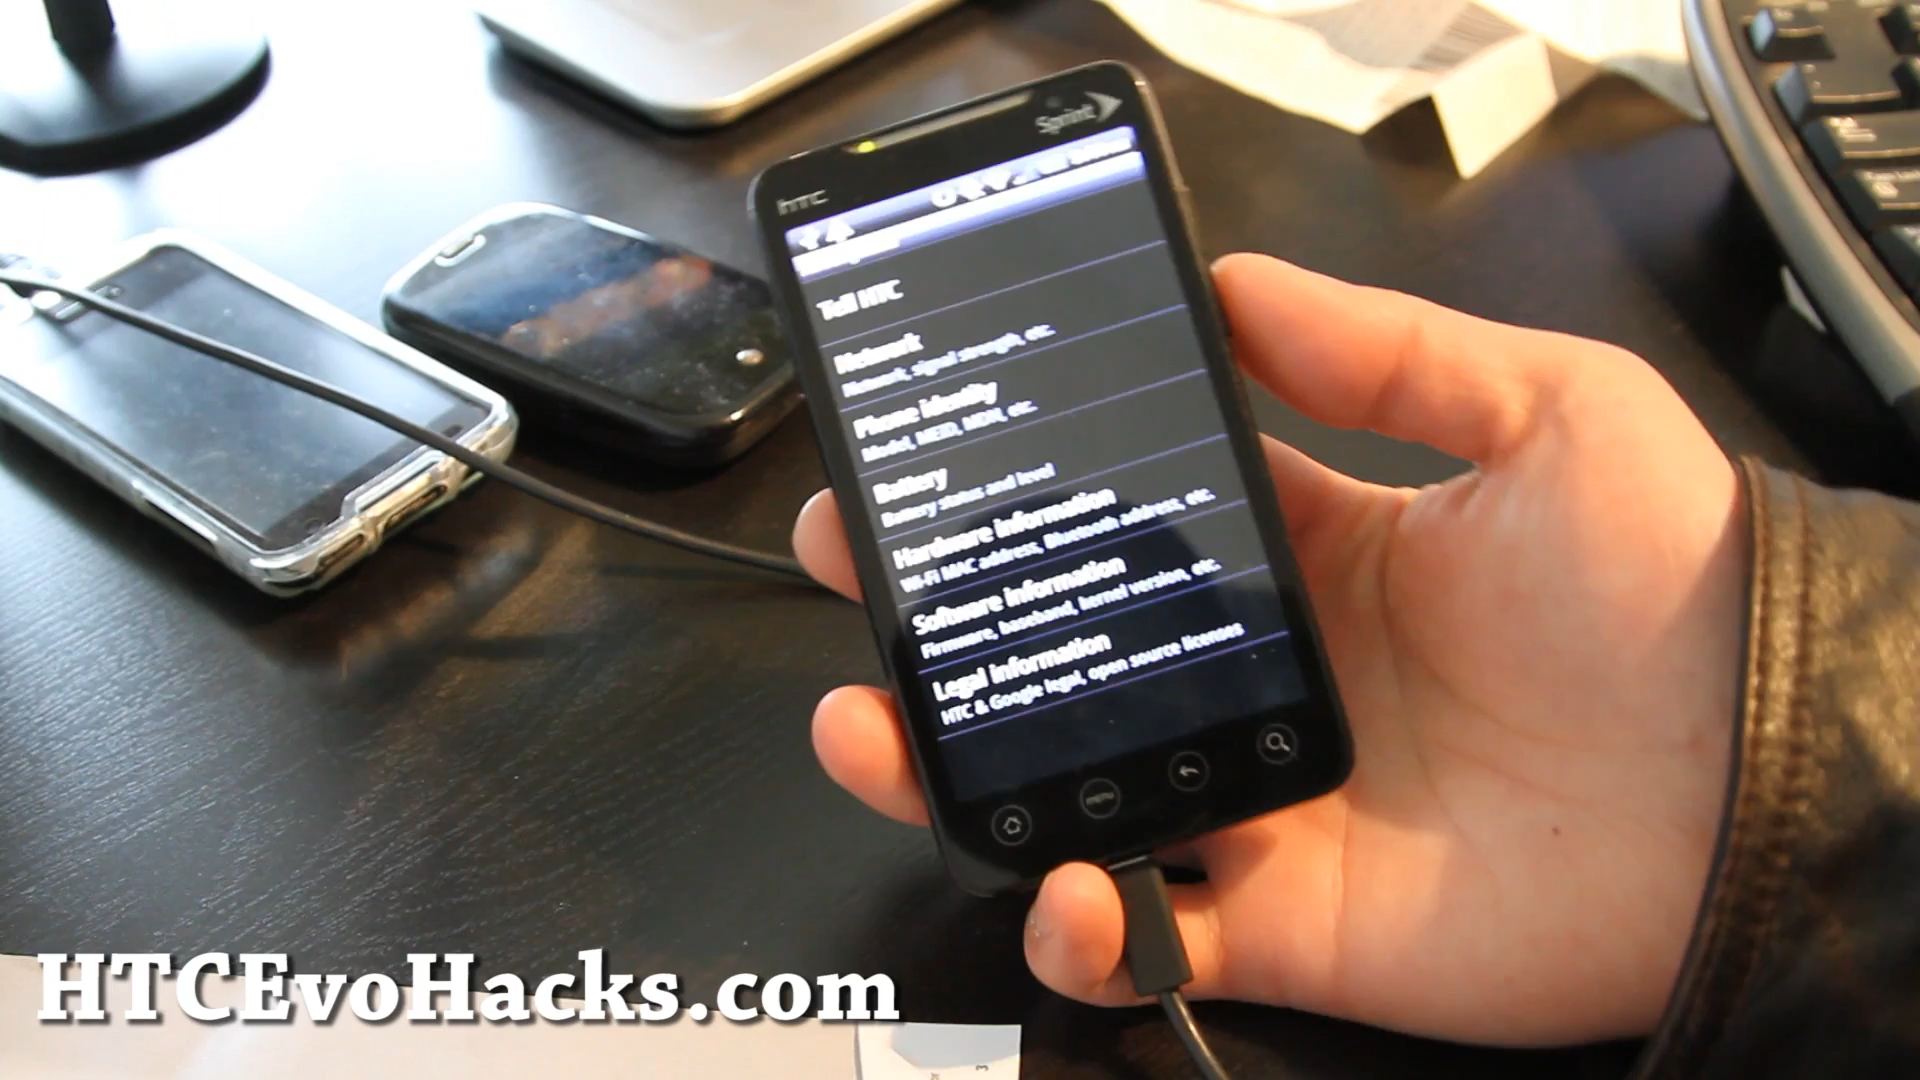 Sprint
hTC
Tell HTC
Network
Network, signal strength, etc.
Phone identity
Model, MEID, MDN, etc.
Battery
Battery status and level
Hardware information
Wi-Fi MAC address, Bluetooth address, etc.
Software information
Firmware, baseband, kernel version, etc.
Legal information
HTC & Google legal, open source licenses
menu
HTCEvoHacks.com